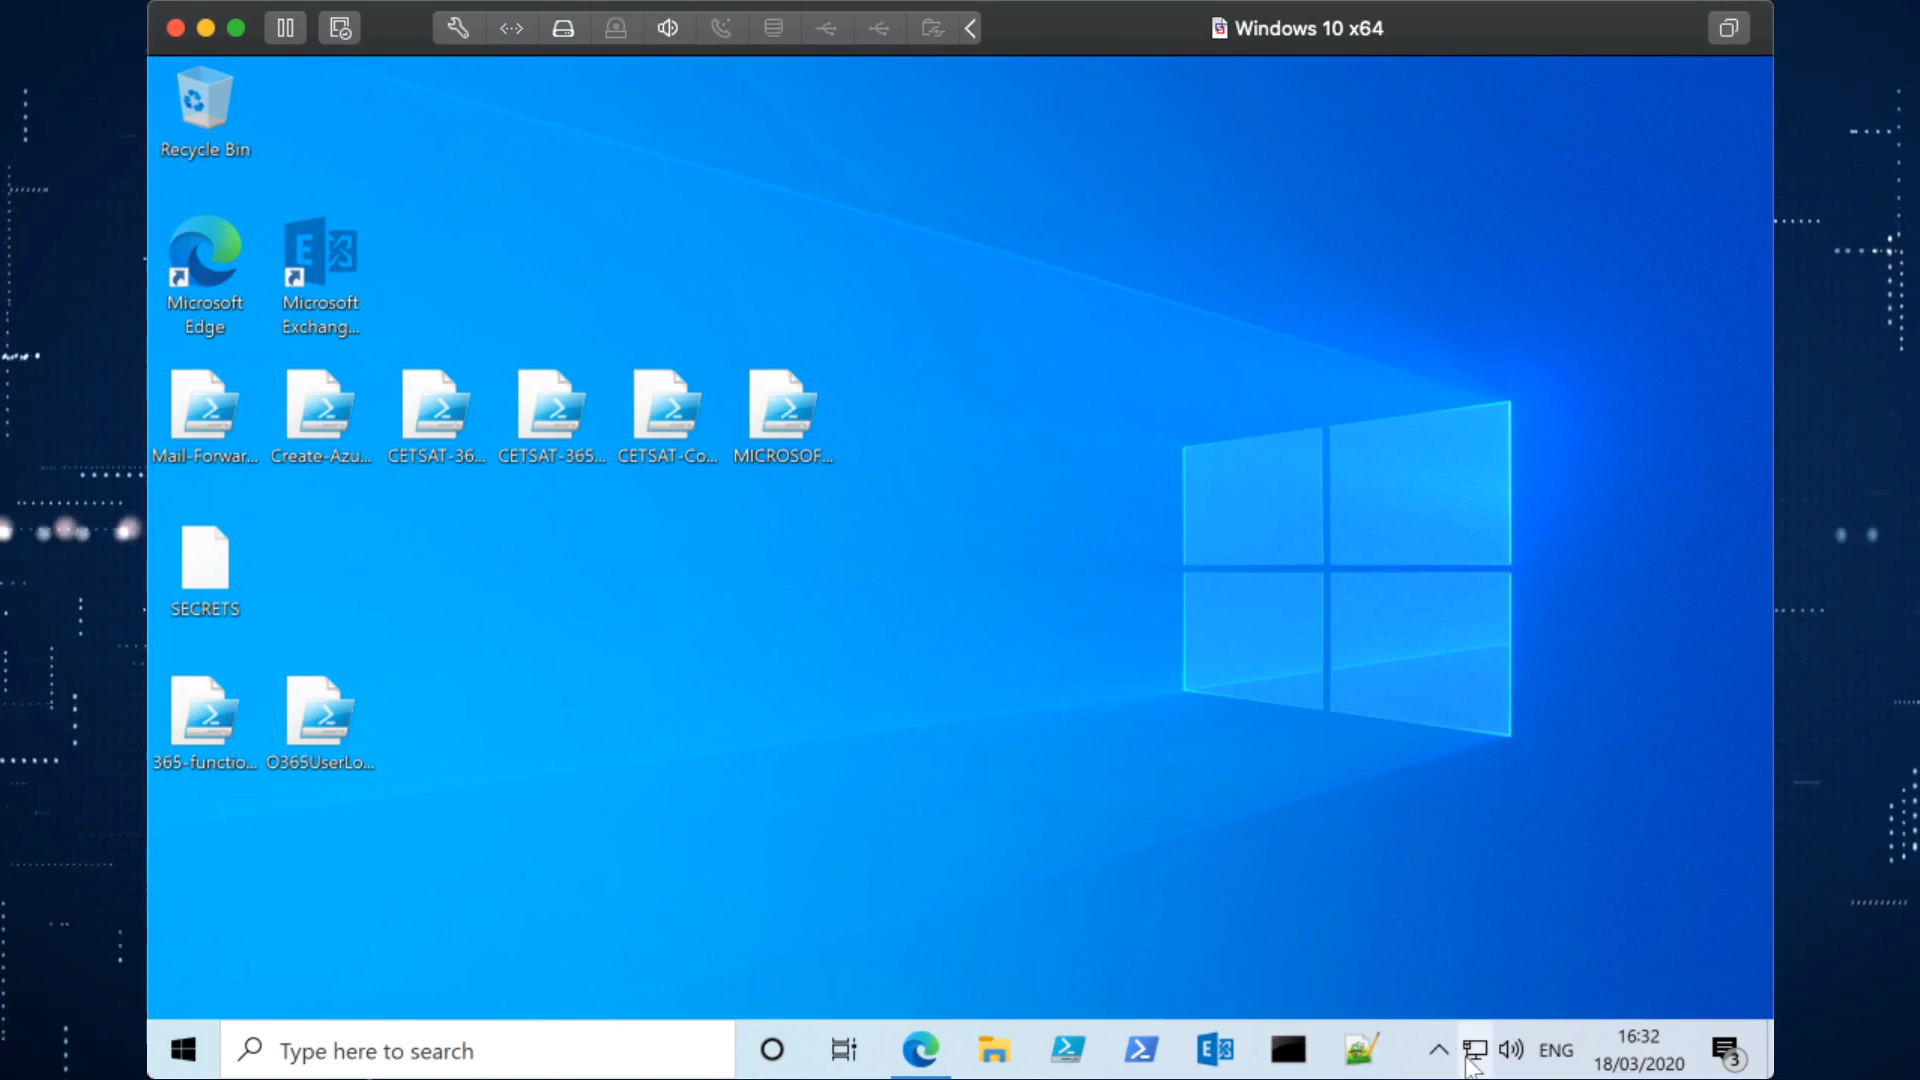 Windows 10 x64
Recycle Bin
Microsoft
Edge
Microsoft
Exchang...
Mail-Forwar...
Create-Azu...
CETSAT-36...
CETSAT-365...
CETSAT-Co...
MICROSOF...
SECRETS
365-functio...
O365UserLo...
Type here to search
ENG
16:32
18/03/2020
3